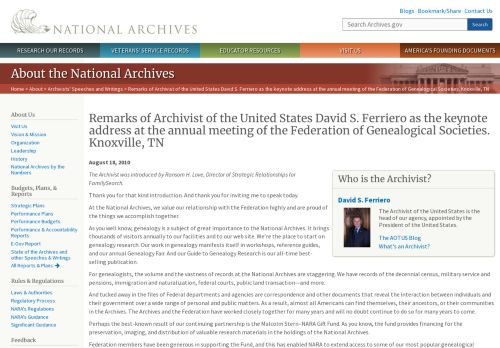 Blogs · Bookmark/Share · Contact Us
NATIONAL ARCHIVES
Search Archives.gov
Search
RESEARCH OUR RECORDS
VETERANS' SERVICE RECORDS
EDUCATOR RESOURCES
VISIT US
AMERICA'S FOUNDING DOCUMENTS
About the National Archives
Home > About > Archivists' Speeches and Writings > Remarks of Archivist of the United States David S. Ferriero as the keynote address at the annual meeting of the Federation of Genealogical Societies. Knoxville, TN
About Us
Visit Us
Vision & Mission
Organization
Leadership
History
National Archives by the
Numbers
Budgets, Plans, &
Reports
Strategic Plans
Performance Plans
Performance Budgets
Performance & Accountability
Reports
E-Gov Report
State of the Archives and
other Speeches & Writings
All Reports & Plans
Rules & Regulations
Laws & Authorities
Regulatory Process
NARA's Regulations
NARA's Guidance
Significant Guidance
Feedback
Remarks of Archivist of the United States David S. Ferriero as the keynote
address at the annual meeting of the Federation of Genealogical Societies.
Knoxville, TN
August 18, 2010
The Archivist was introduced by Ransom H. Love, Director of Strategic Relationships for
FamilySearch.
Thank you for that kind introduction. And thank you for inviting me to speak today.
At the National Archives, we value our relationship with the Federation highly and are proud of
the things we accomplish together.
As you well know, genealogy is a subject of great importance to the National Archives. It brings
thousands of visitors annually to our facilities and to our web site. We're the place to start on
genealogy research. Our work in genealogy manifests itself in workshops, reference guides,
and our annual Genealogy Fair. And our Guide to Genealogy Research is our all-time best-
selling publication.
Who is the Archivist?
David S. Ferriero
The Archivist of the United States is the
head of our agency, appointed by the
President of the United States.
The AOTUS Blog
What's an Archivist?
For genealogists, the volume and the vastness of records at the National Archives are staggering. We have records of the decennial census, military service and
pensions, immigration and naturalization, federal courts, public land transaction—and more.
And tucked away in the files of Federal departments and agencies are correspondence and other documents that reveal the interaction between individuals and
their government over a wide range of personal and public matters. As a result, almost all Americans can find themselves, their ancestors, or their communities
in the Archives. The Archives and the Federation have worked closely together for many years and will no doubt continue to do so for many years to come.
Perhaps the best-known result of our continuing partnership is the Malcolm Stern-NARA Gift Fund. As you know, the fund provides financing for the
preservation, imaging, and distribution of valuable research materials in the holdings of the National Archives.
Federation members have been generous in supporting the Fund, and this has enabled NARA to extend access to some of our most popular genealogical